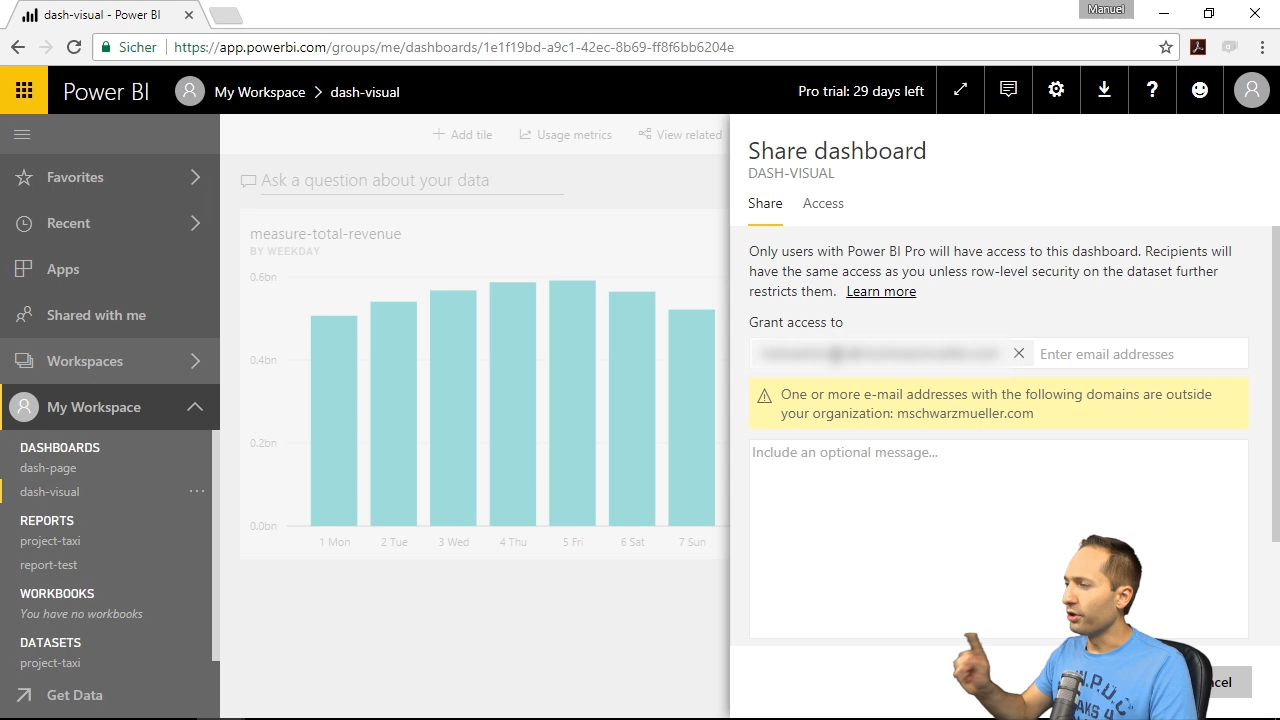 dash-visual - Power BI
Manuel
Sicher
https://app.powerbi.com/groups/me/dashboards/1e1f19bd-a9c1-42ec-8b69-ff8f6bb6204e
Power BI
My Workspace
dash-visual
Pro trial: 29 days left
Favorites
Recent
Apps
Shared with me
Workspaces
My Workspace
DASHBOARDS
dash-page
dash-visual
REPORTS
project-taxi
report-test
WORKBOOKS
You have no workbooks
DATASETS
project-taxi
Get Data
Add tile
Usage metrics
View related
Ask a question about your data
measure-total-revenue
BY WEEKDAY
0.6bn
0.4bn
0.2bn
0.0bn
1 Mon
2 Tue
3 Wed
4 Thu
5 Fri
6 Sat
7 Sun
Share dashboard
DASH-VISUAL
Share
Access
Only users with Power BI Pro will have access to this dashboard. Recipients will
have the same access as you unless row-level security on the dataset further
restricts them. Learn more
Grant access to
Enter email addresses
One or more e-mail addresses with the following domains are outside
your organization: mschwarzmueller.com
Include an optional message...